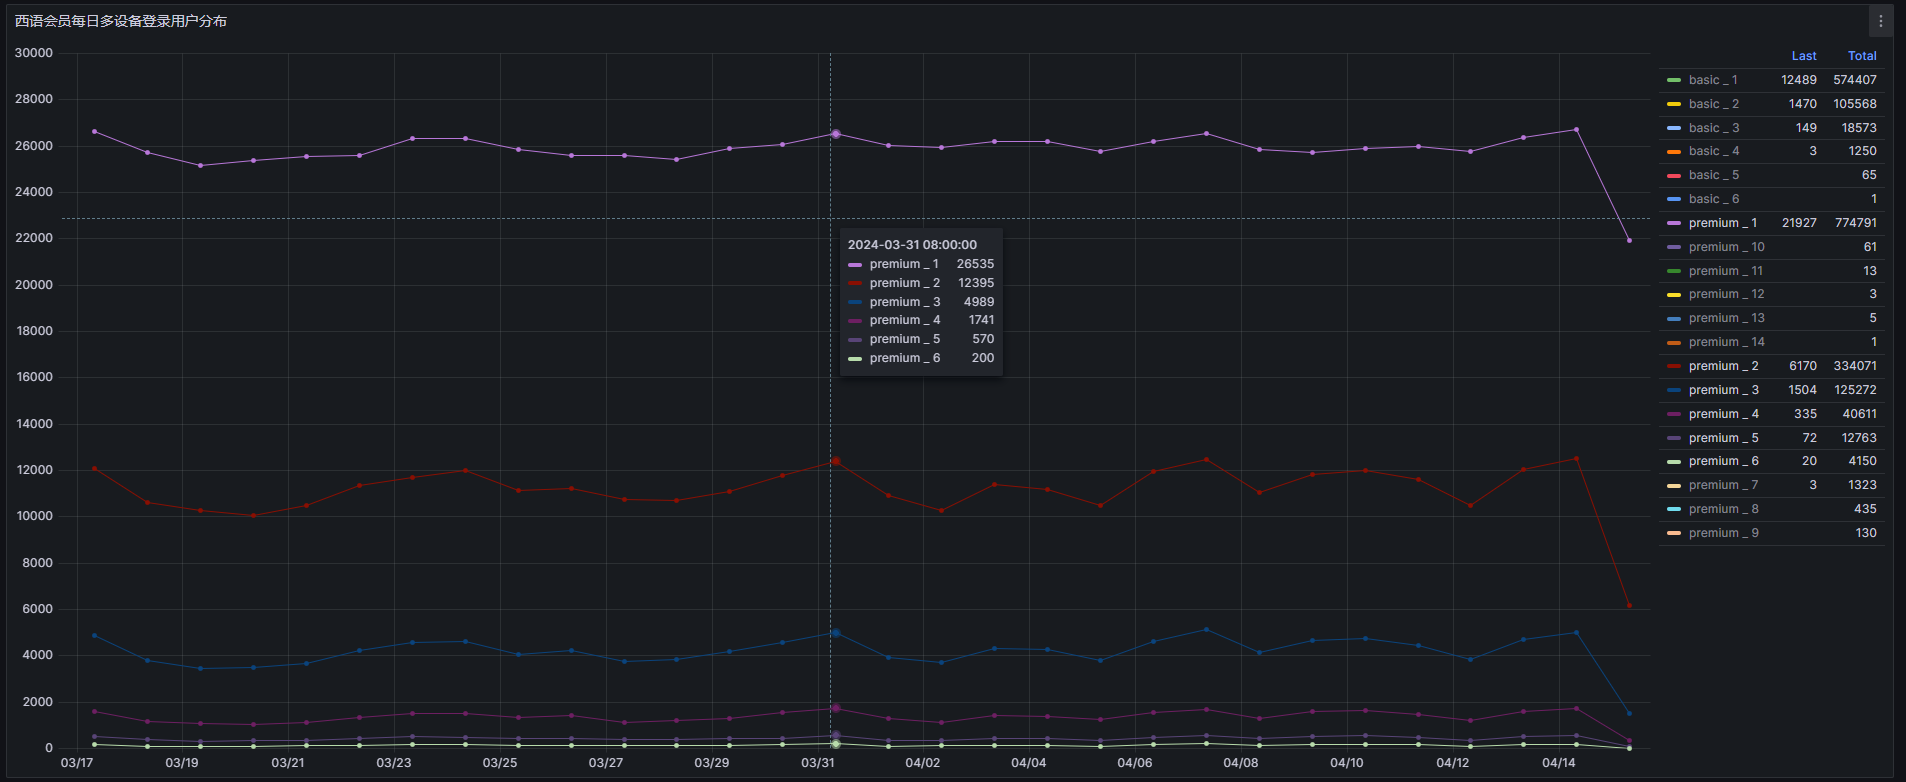 西语会员每日多设备登录用户分布
30000
28000
26000
24000
22000
20000
18000
16000
14000
12000
10000
8000
6000
4000
2000
0
03/17 03/19 03/21 03/23 03/25 03/27 03/29 03/31 04/02 04/04 04/06 04/08 04/10 04/12 04/14
2024-03-31 08:00:00
premium _ 1 26535
premium _ 2 12395
premium _ 3 4989
premium _ 4 1741
premium _ 5 570
premium _ 6 200
Last Total
basic _ 1 12489 574407
basic _ 2 1470 105568
basic _ 3 149 18573
basic _ 4 3 1250
basic _ 5 65
basic _ 6 1
premium _ 1 21927 774791
premium _ 10 61
premium _ 11 13
premium _ 12 3
premium _ 13 5
premium _ 14 1
premium _ 2 6170 334071
premium _ 3 1504 125272
premium _ 4 335 40611
premium _ 5 72 12763
premium _ 6 20 4150
premium _ 7 3 1323
premium _ 8 435
premium _ 9 130